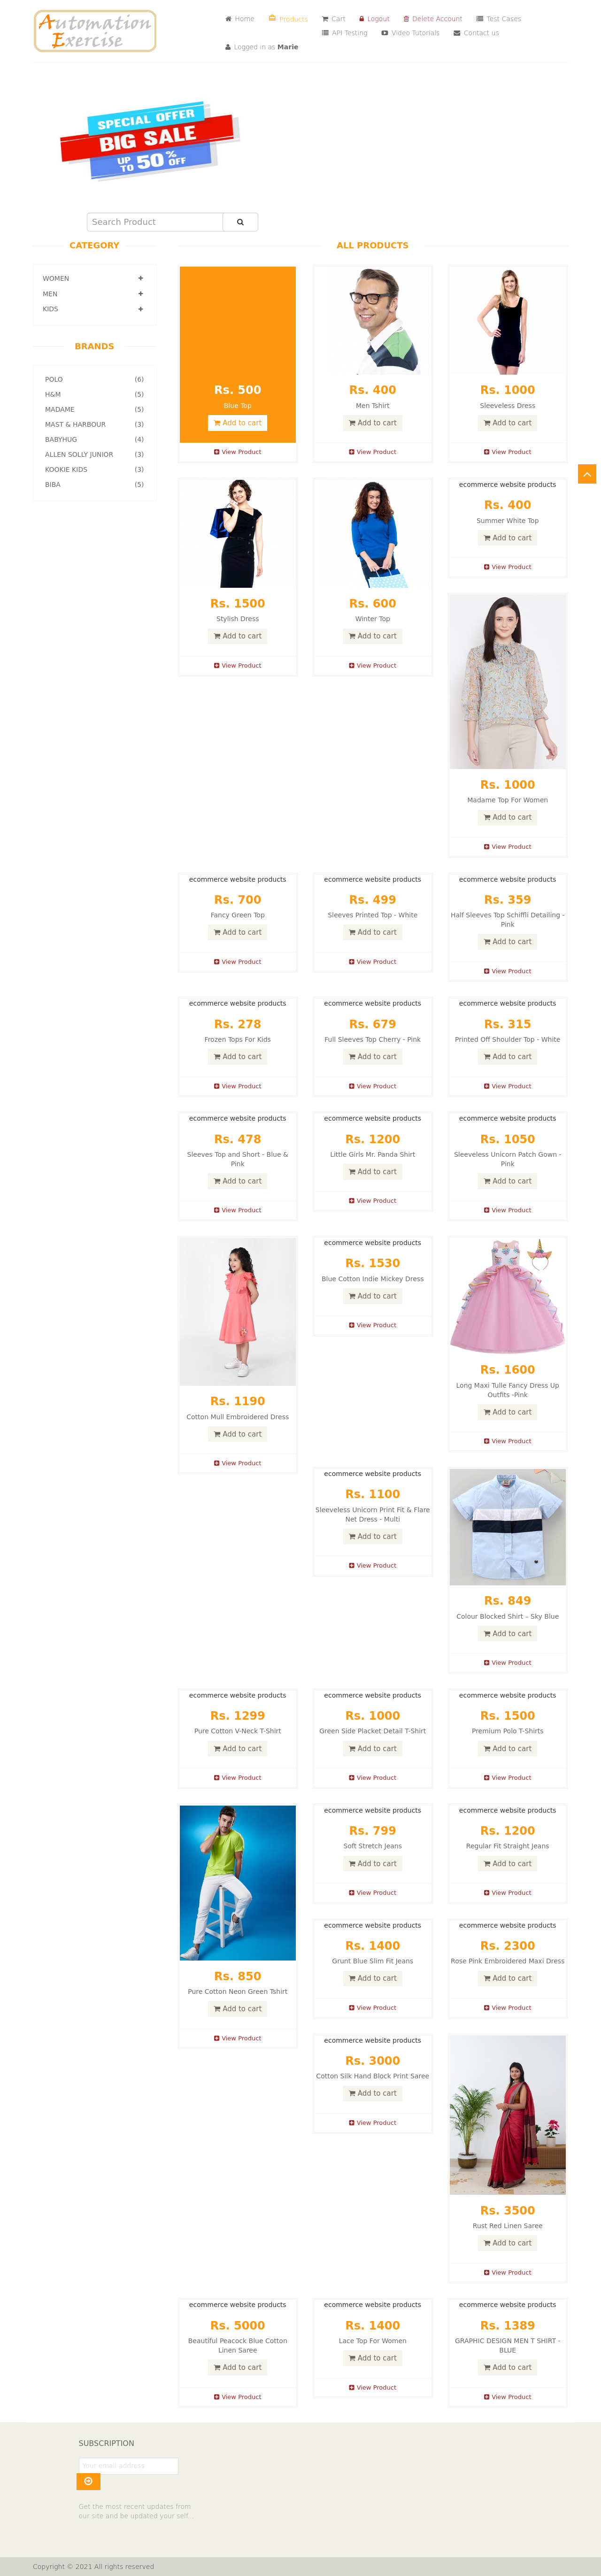 Automation
Exercise
Home
Products
Cart
Logout
Delete Account
Test Cases
API Testing
Video Tutorials
Contact us
Logged in as Marie
SPECIAL OFFER
BIG SALE
UP TO 50% OFF
Search Product
CATEGORY
WOMEN
MEN
KIDS
BRANDS
POLO (6)
H&M (5)
MADAME (5)
MAST & HARBOUR (3)
BABYHUG (4)
ALLEN SOLLY JUNIOR (3)
KOOKIE KIDS (3)
BIBA (5)
ALL PRODUCTS
Rs. 500
Blue Top
Add to cart
View Product
Rs. 400
Men Tshirt
Add to cart
View Product
Rs. 1000
Sleeveless Dress
Add to cart
View Product
Rs. 1500
Stylish Dress
Add to cart
View Product
Rs. 600
Winter Top
Add to cart
View Product
ecommerce website products
Rs. 400
Summer White Top
Add to cart
View Product
Rs. 1000
Madame Top For Women
Add to cart
View Product
ecommerce website products
Rs. 700
Fancy Green Top
Add to cart
View Product
ecommerce website products
Rs. 499
Sleeves Printed Top - White
Add to cart
View Product
ecommerce website products
Rs. 359
Half Sleeves Top Schiffli Detailing -
Pink
Add to cart
View Product
ecommerce website products
Rs. 278
Frozen Tops For Kids
Add to cart
View Product
ecommerce website products
Rs. 679
Full Sleeves Top Cherry - Pink
Add to cart
View Product
ecommerce website products
Rs. 315
Printed Off Shoulder Top - White
Add to cart
View Product
ecommerce website products
Rs. 478
Sleeves Top and Short - Blue &
Pink
Add to cart
View Product
ecommerce website products
Rs. 1200
Little Girls Mr. Panda Shirt
Add to cart
View Product
ecommerce website products
Rs. 1050
Sleeveless Unicorn Patch Gown -
Pink
Add to cart
View Product
Rs. 1190
Cotton Mull Embroidered Dress
Add to cart
View Product
ecommerce website products
Rs. 1530
Blue Cotton Indie Mickey Dress
Add to cart
View Product
Rs. 1600
Long Maxi Tulle Fancy Dress Up
Outfits -Pink
Add to cart
View Product
ecommerce website products
Rs. 1100
Sleeveless Unicorn Print Fit & Flare
Net Dress - Multi
Add to cart
View Product
Rs. 849
Colour Blocked Shirt – Sky Blue
Add to cart
View Product
ecommerce website products
Rs. 1299
Pure Cotton V-Neck T-Shirt
Add to cart
View Product
ecommerce website products
Rs. 1000
Green Side Placket Detail T-Shirt
Add to cart
View Product
ecommerce website products
Rs. 1500
Premium Polo T-Shirts
Add to cart
View Product
Rs. 850
Pure Cotton Neon Green Tshirt
Add to cart
View Product
ecommerce website products
Rs. 799
Soft Stretch Jeans
Add to cart
View Product
ecommerce website products
Rs. 1200
Regular Fit Straight Jeans
Add to cart
View Product
ecommerce website products
Rs. 1400
Grunt Blue Slim Fit Jeans
Add to cart
View Product
ecommerce website products
Rs. 2300
Rose Pink Embroidered Maxi Dress
Add to cart
View Product
ecommerce website products
Rs. 3000
Cotton Silk Hand Block Print Saree
Add to cart
View Product
Rs. 3500
Rust Red Linen Saree
Add to cart
View Product
ecommerce website products
Rs. 5000
Beautiful Peacock Blue Cotton
Linen Saree
Add to cart
View Product
ecommerce website products
Rs. 1400
Lace Top For Women
Add to cart
View Product
ecommerce website products
Rs. 1389
GRAPHIC DESIGN MEN T SHIRT -
BLUE
Add to cart
View Product
SUBSCRIPTION
Your email address
Get the most recent updates from
our site and be updated your self.
Copyright © 2021 All rights reserved